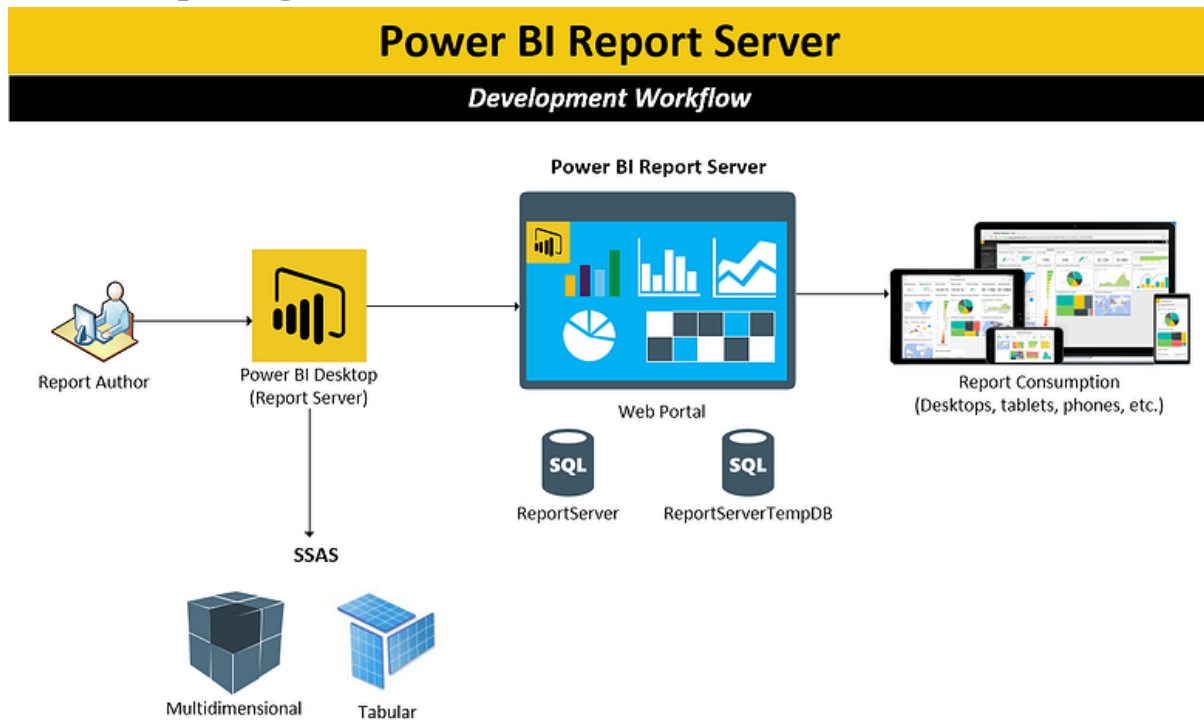 Power BI Report Server
Development Workflow
Power BI Report Server
Report Author
Power BI Desktop
(Report Server)
Web Portal
Report Consumption
(Desktops, tablets, phones, etc.)
SQL
SQL
ReportServer
ReportServerTempDB
SSAS
Multidimensional
Tabular